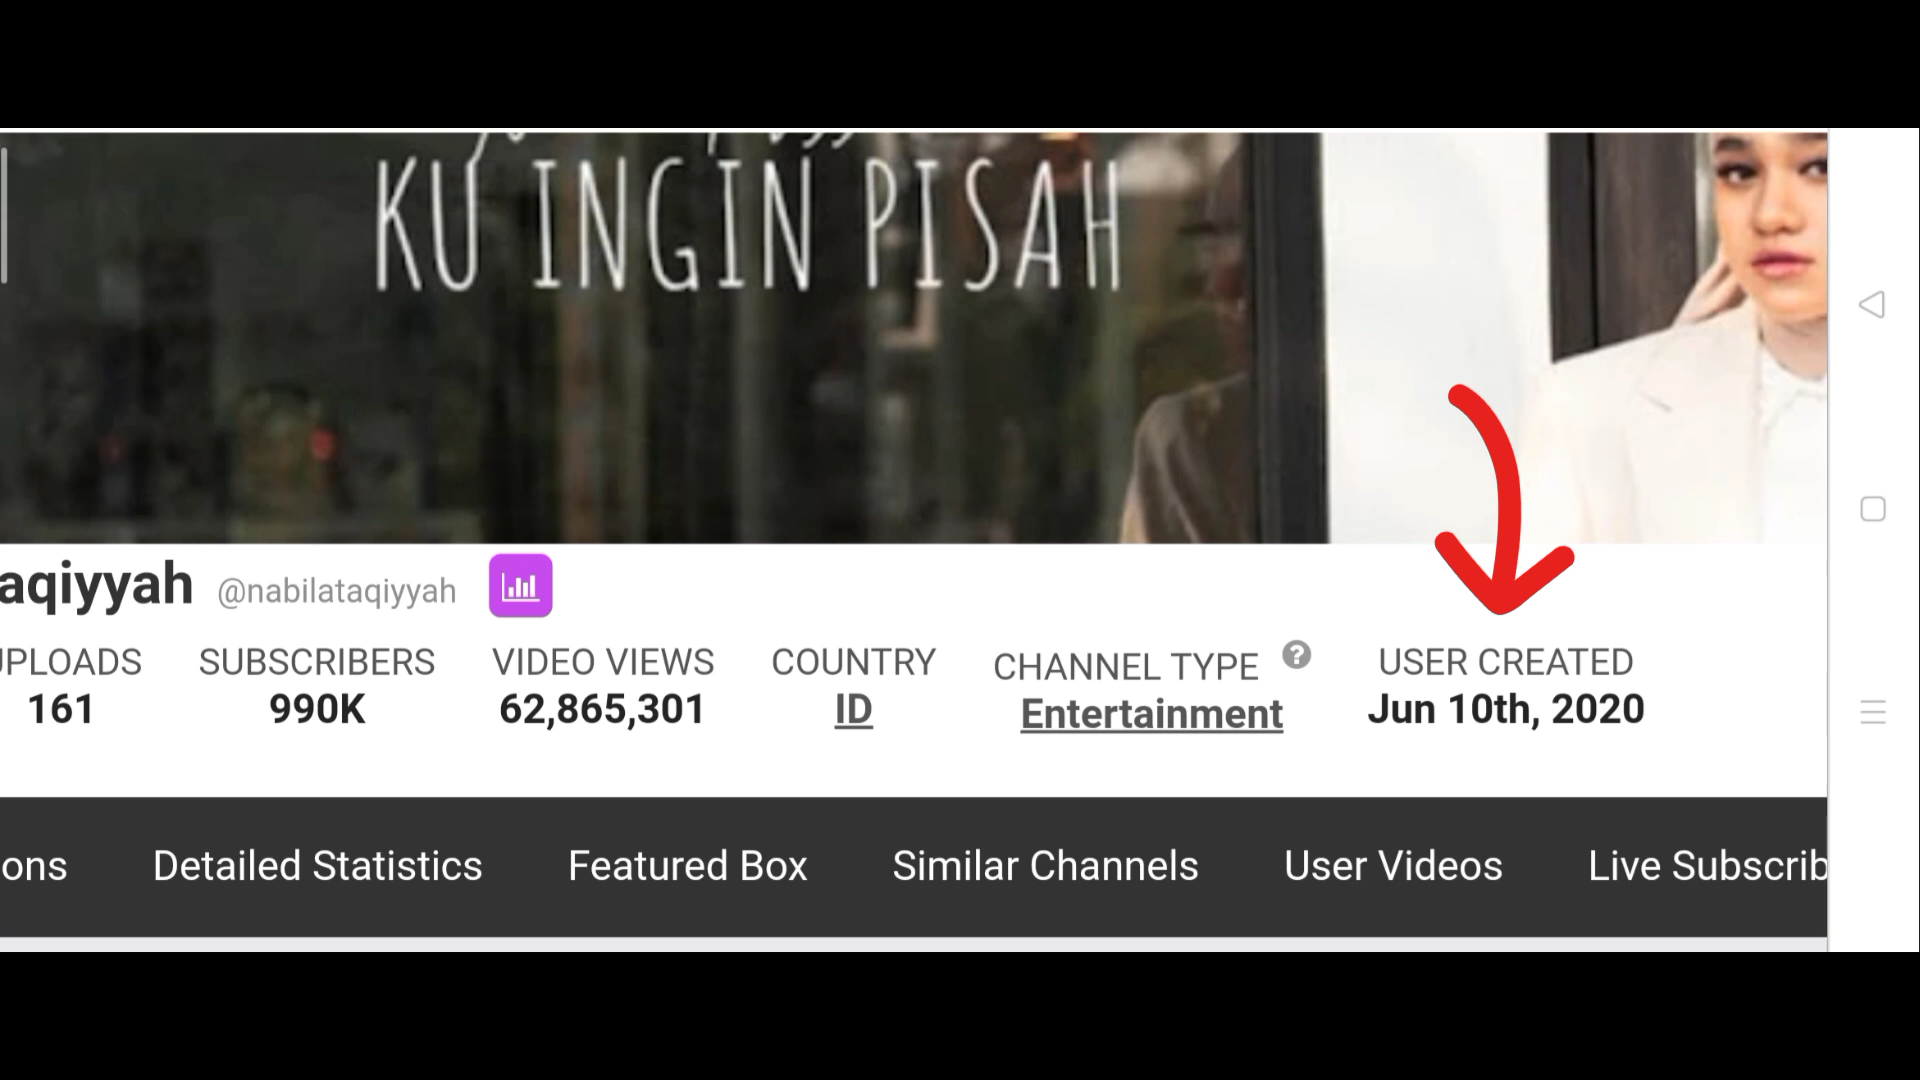 KU INGIN PISAH
aqiyyah @nabilataqiyyah
UPLOADS SUBSCRIBERS VIDEO VIEWS COUNTRY CHANNEL TYPE ? USER CREATED
161 990K 62,865,301 ID Entertainment Jun 10th, 2020
ons Detailed Statistics Featured Box Similar Channels User Videos Live Subscrib